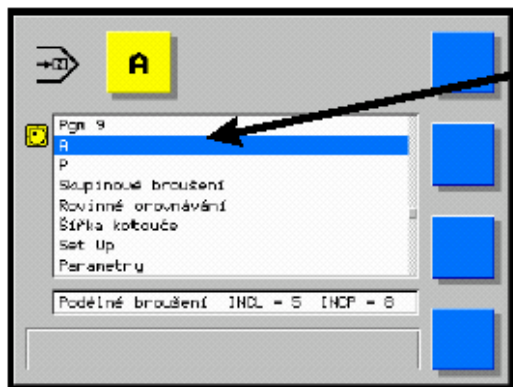 A
Pgm 9
A
P
Skupinové broušení
Rovinné orovnávání
Šířka kotouče
Set Up
Parametry
Podélné broušení INCL = 5 INCP = 8